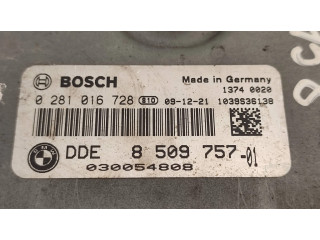 BOSCH
Made in Germany
1374 0020
0 281 016 728 S10 09-12-21 1039S36138
DDE 8 509 757-01
030054808